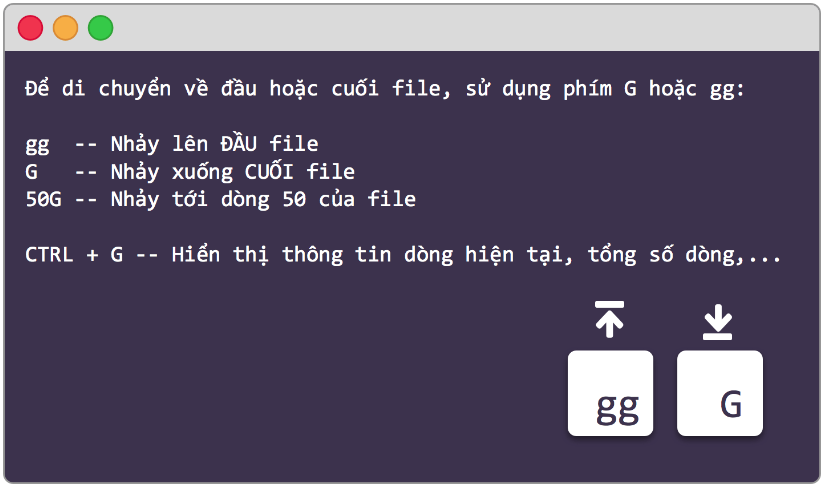 Để di chuyển về đầu hoặc cuối file, sử dụng phím G hoặc gg:
gg -- Nhảy lên ĐẦU file
G -- Nhảy xuống CUỐI file
50G -- Nhảy tới dòng 50 của file
CTRL + G -- Hiển thị thông tin dòng hiện tại, tổng số dòng,...
gg G